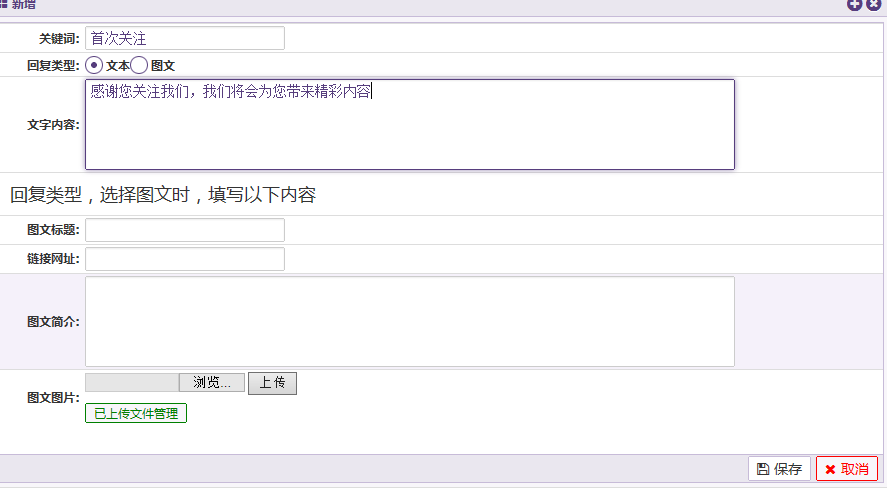 新增
关键词: 首次关注
回复类型: 文本 图文
文字内容: 感谢您关注我们，我们将会为您带来精彩内容
回复类型，选择图文时，填写以下内容
图文标题:
链接网址:
图文简介:
图文图片: 浏览... 上传
已上传文件管理
保存 取消